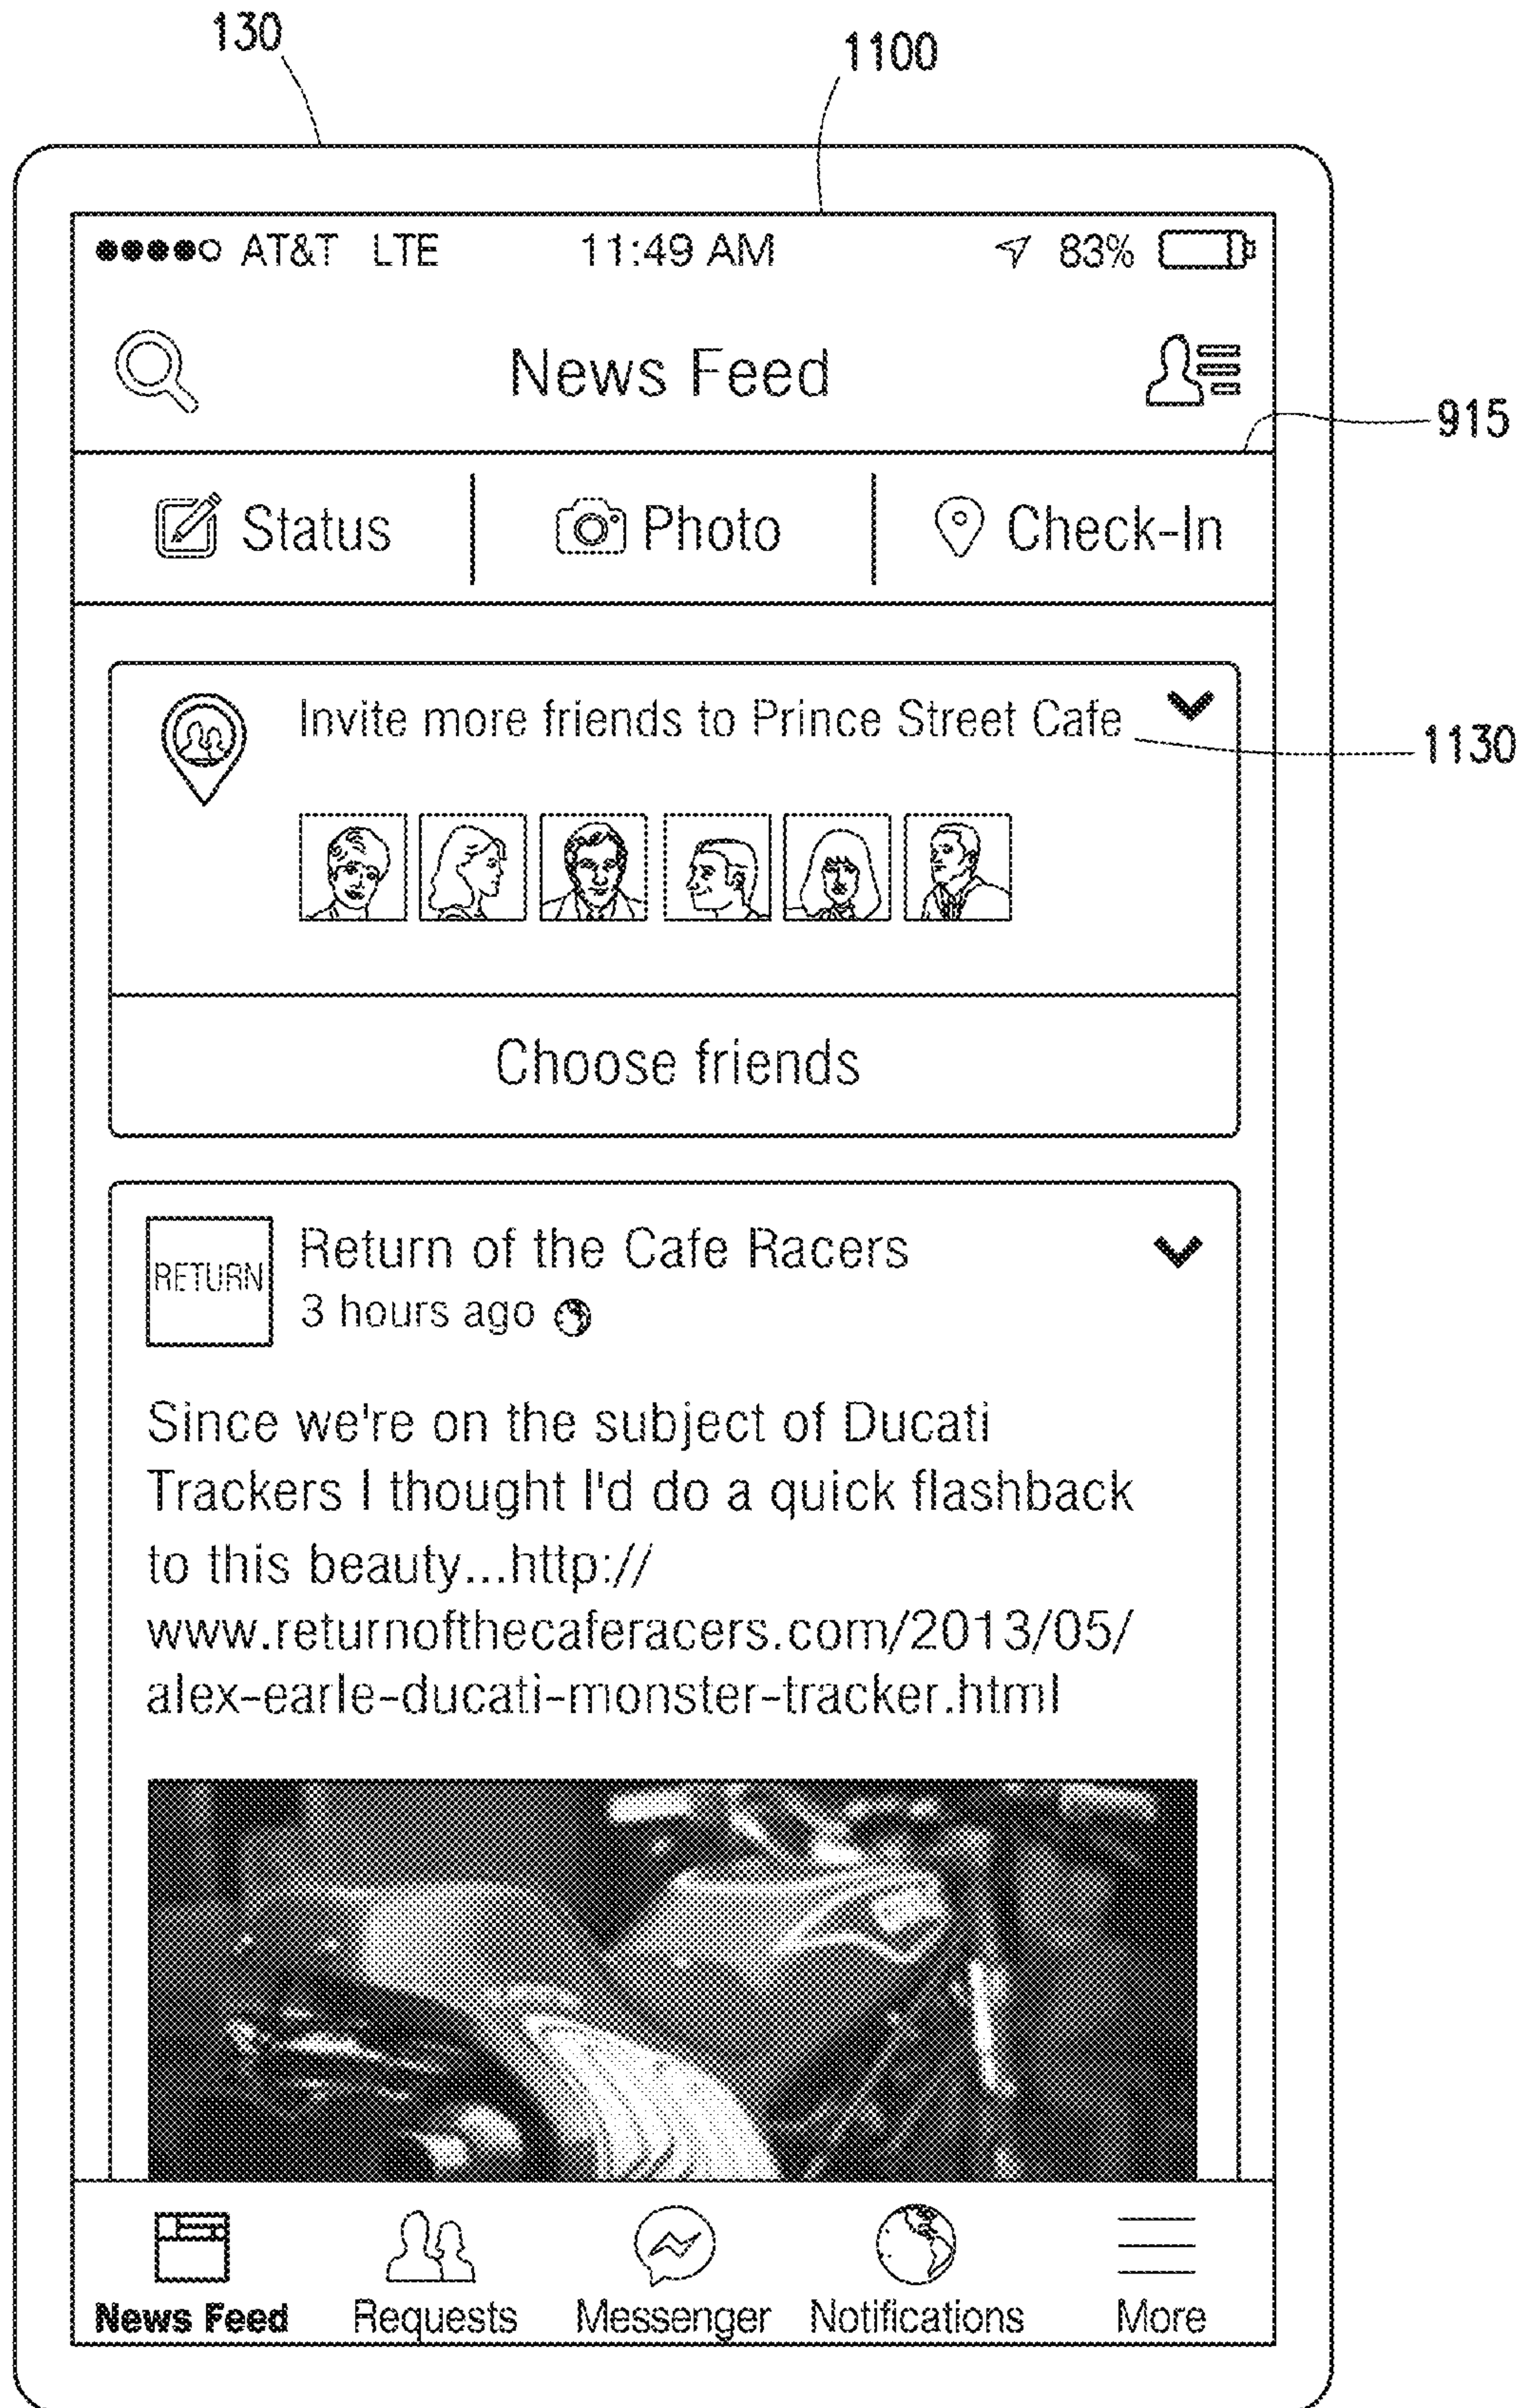 130
1100
AT&T LTE 11:49 AM 83%
News Feed
915
Status Photo Check-In
Invite more friends to Prince Street Cafe
1130
Choose friends
RETURN
Return of the Cafe Racers
3 hours ago
Since we're on the subject of Ducati
Trackers I thought I'd do a quick flashback
to this beauty...http://
www.returnofthecaferacers.com/2013/05/
alex-earle-ducati-monster-tracker.html
News Feed Requests Messenger Notifications More